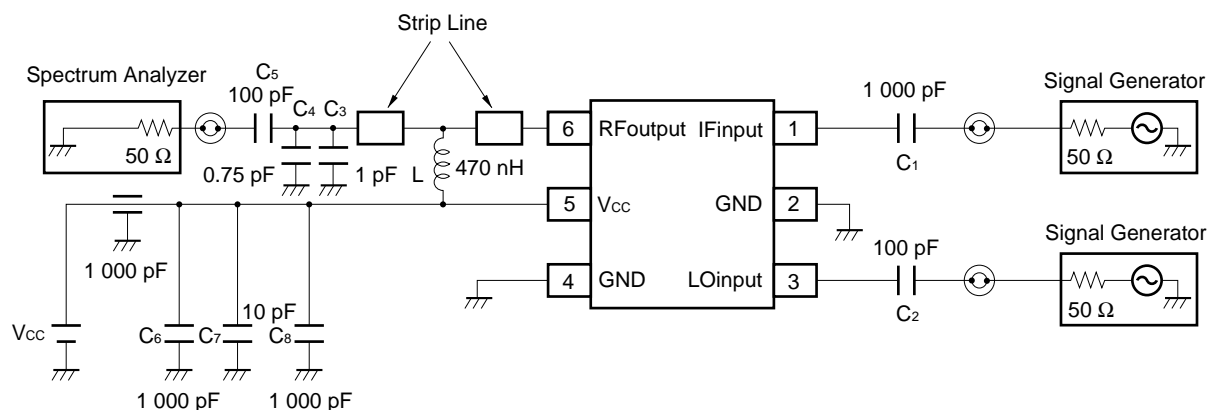 Strip Line
Spectrum Analyzer
C5
100 pF
C4
C3
50 Ω
0.75 pF
1 pF
L
470 nH
1 000 pF
VCC
C6
C7
10 pF
C8
1 000 pF
1 000 pF
6
RFoutput
IFinput
1
5
VCC
GND
2
4
GND
LOinput
3
1 000 pF
C1
Signal Generator
50 Ω
100 pF
C2
Signal Generator
50 Ω